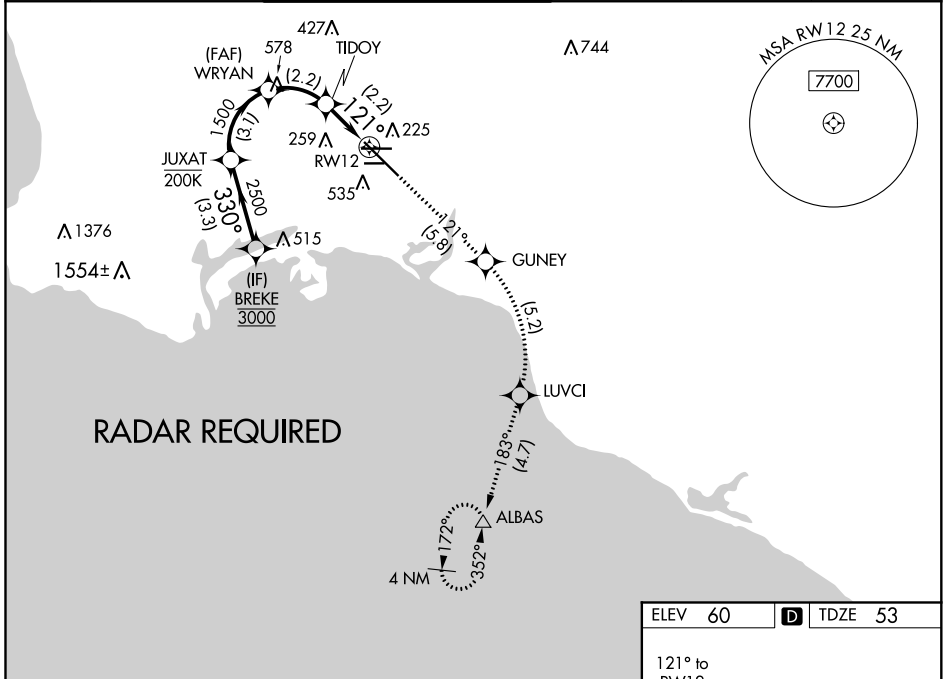 427
744
MSA RW12 25 NM
7700
(FAF)
WRYAN
578
TIDOY
(2.2)
(2.2)
121°
225
1500
(3.1)
259
RW12
JUXAT
200K
535
330°
2500
(3.3)
1376
515
1554±
(IF)
BREKE
3000
121°
(5.8)
GUNEY
(5.2)
LUVCI
RADAR REQUIRED
183°
(4.7)
ALBAS
172°
352°
4 NM
ELEV 60 D TDZE 53
121° to